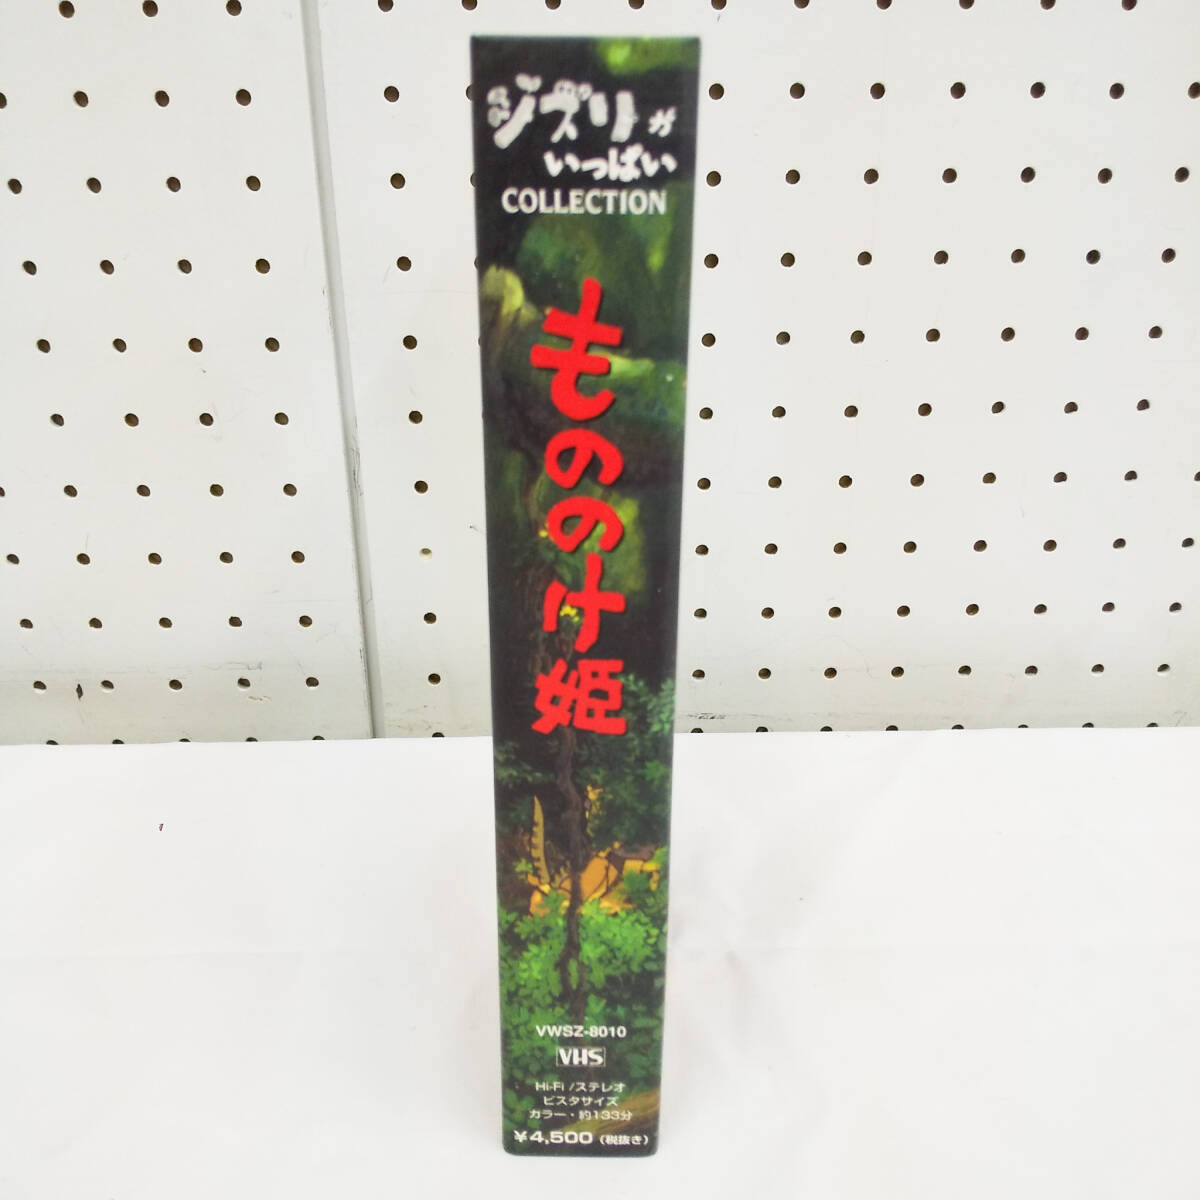 ジブリが
いっぱい
COLLECTION
もののけ姫
VWSZ-8010
VHS
Hi-Fi/ステレオ
ビスタサイズ
カラー・約133分
¥4,500(税抜き)